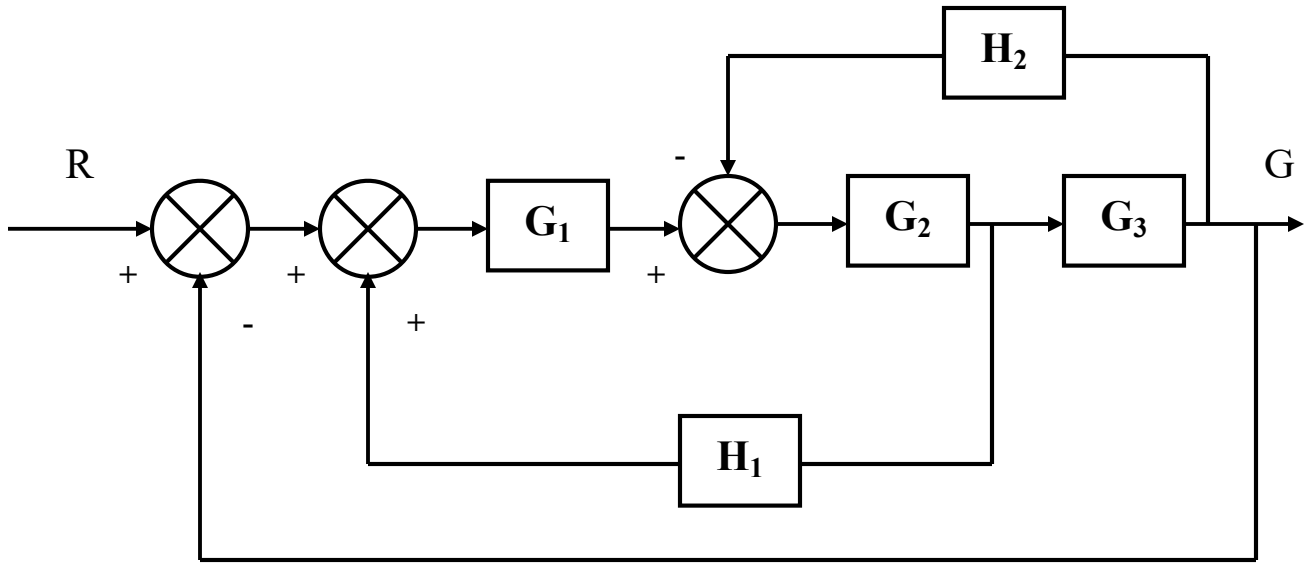 H₂
R
-
G
G₁
G₂
G₃
+
+
+
-
+
H₁